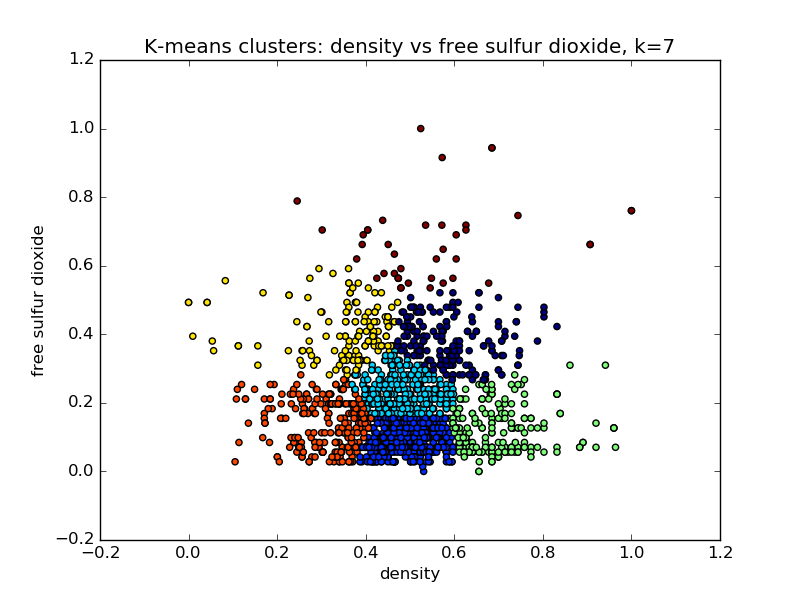 K-means clusters: density vs free sulfur dioxide, k=7
1.2
1.0
0.8
0.6
0.4
0.2
0.0
−0.2
free sulfur dioxide
−0.2 0.0 0.2 0.4 0.6 0.8 1.0 1.2
density